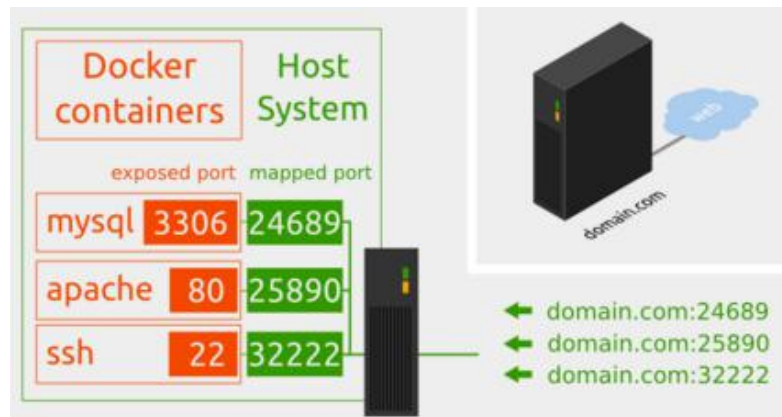 Docker
containers
Host
System
exposed port mapped port
mysql 3306 24689
apache 80 25890
ssh 22 32222
web
domain.com
domain.com:24689
domain.com:25890
domain.com:32222